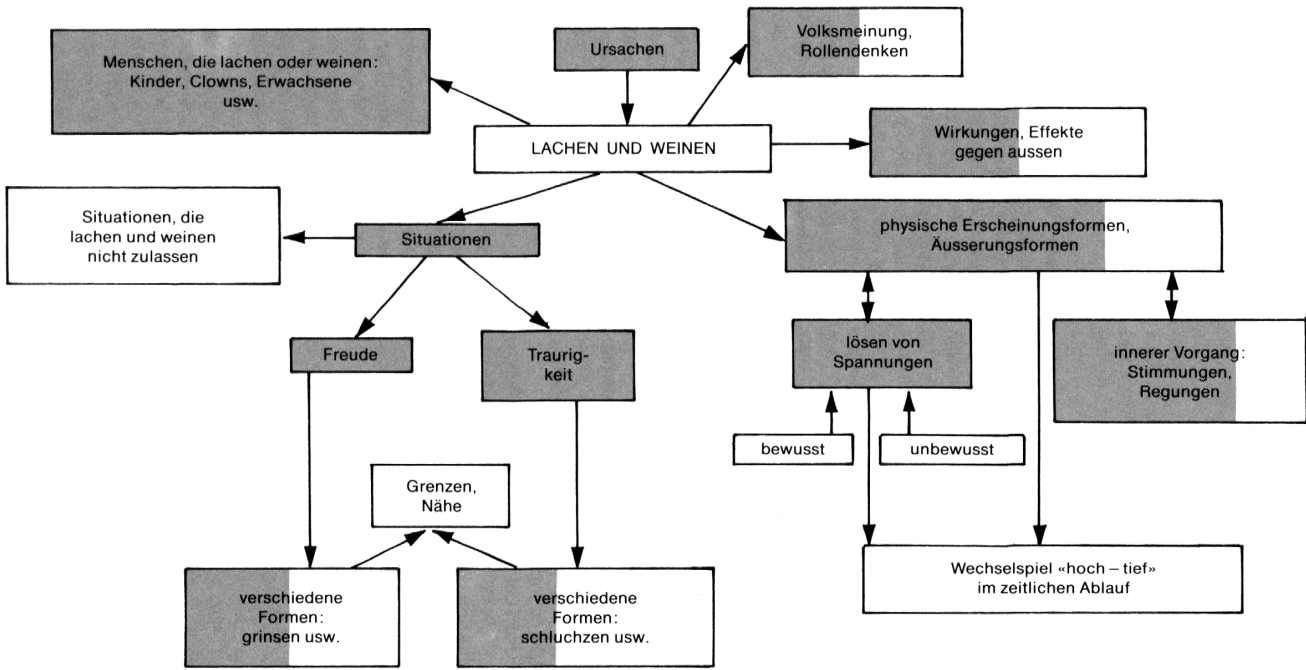 Menschen, die lachen oder weinen:
Kinder, Clowns, Erwachsene
usw.
Ursachen
Volksmeinung,
Rollendenken
LACHEN UND WEINEN
Wirkungen, Effekte
gegen aussen
Situationen, die
lachen und weinen
nicht zulassen
Situationen
physische Erscheinungsformen,
Äusserungsformen
Freude
Traurig-
keit
lösen von
Spannungen
innerer Vorgang:
Stimmungen,
Regungen
bewusst
unbewusst
Grenzen,
Nähe
verschiedene
Formen:
grinsen usw.
verschiedene
Formen:
schluchzen usw.
Wechselspiel «hoch – tief»
im zeitlichen Ablauf